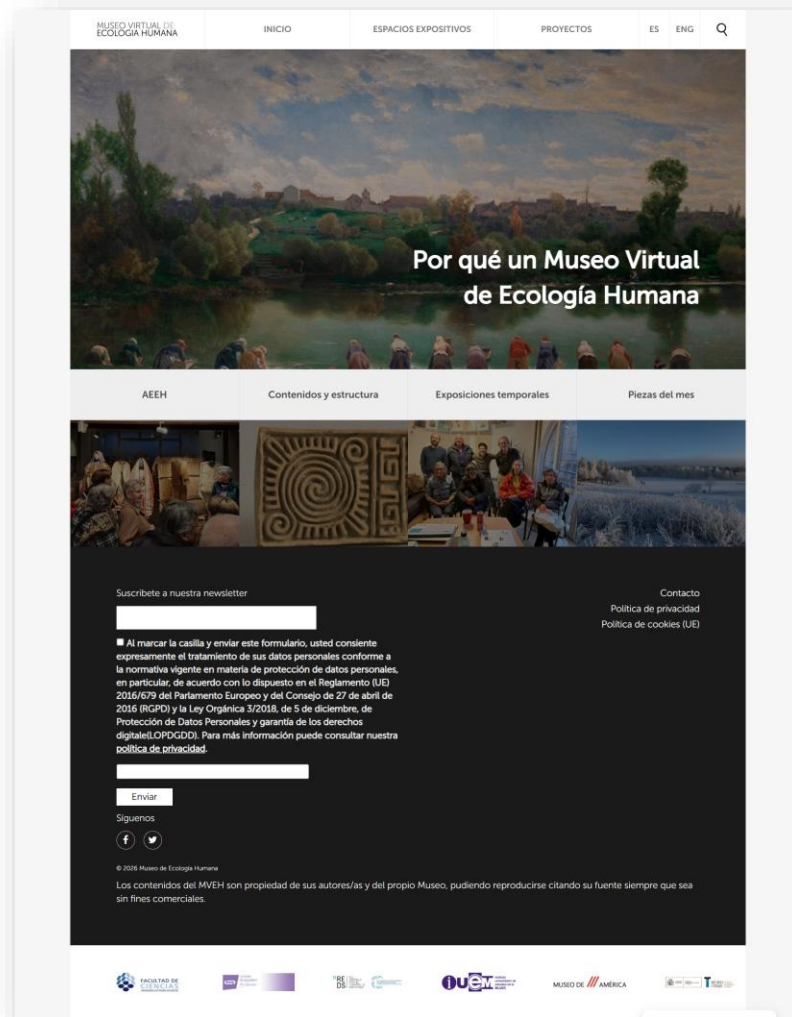 MUSEO VIRTUAL DE
ECOLOGÍA HUMANA
INICIO
ESPACIOS EXPOSITIVOS
PROYECTOS
ES
ENG
Por qué un Museo Virtual
de Ecología Humana
AEEH
Contenidos y estructura
Exposiciones temporales
Piezas del mes
Suscribete a nuestra newsletter
Al marcar la casilla y enviar este formulario, usted consiente
expresamente el tratamiento de sus datos personales conforme a
la normativa vigente en materia de protección de datos personales,
en particular, de acuerdo con lo dispuesto en el Reglamento (UE)
2016/679 del Parlamento Europeo y del Consejo de 27 de abril de
2016 (RGPD) y la Ley Orgánica 3/2018, de 5 de diciembre, de
Protección de Datos Personales y garantía de los derechos
digitale(LOPDGDD). Para más información puede consultar nuestra
política de privacidad.
Enviar
Síguenos
Contacto
Política de privacidad
Política de cookies (UE)
© 2026 Museo de Ecología Humana
Los contenidos del MVEH son propiedad de sus autores/as y del propio Museo, pudiendo reproducirse citando su fuente siempre que sea
sin fines comerciales.
FACULTAD DE
CIENCIAS
REDS
IUEM
MUSEO DE AMÉRICA